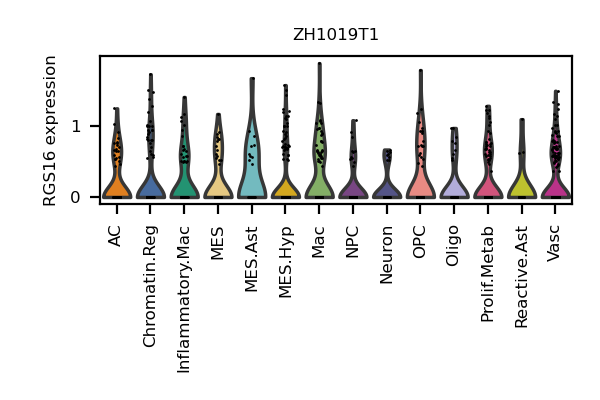 ZH1019T1
RGS16 expression
1
0
AC
Chromatin.Reg
Inflammatory.Mac
MES
MES.Ast
MES.Hyp
Mac
NPC
Neuron
OPC
Oligo
Prolif.Metab
Reactive.Ast
Vasc